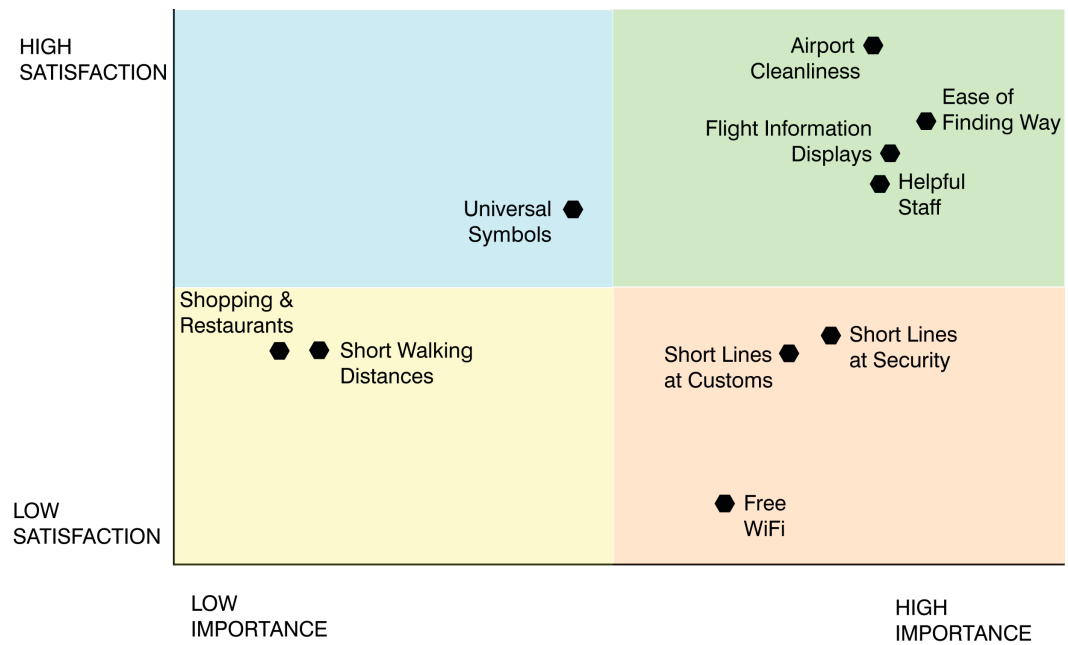 HIGH
SATISFACTION
Airport
Cleanliness
Ease of
Finding Way
Flight Information
Displays
Helpful
Staff
Universal
Symbols
Shopping &
Restaurants
Short Walking
Distances
Short Lines
at Customs
Short Lines
at Security
Free
WiFi
LOW
SATISFACTION
LOW
IMPORTANCE
HIGH
IMPORTANCE